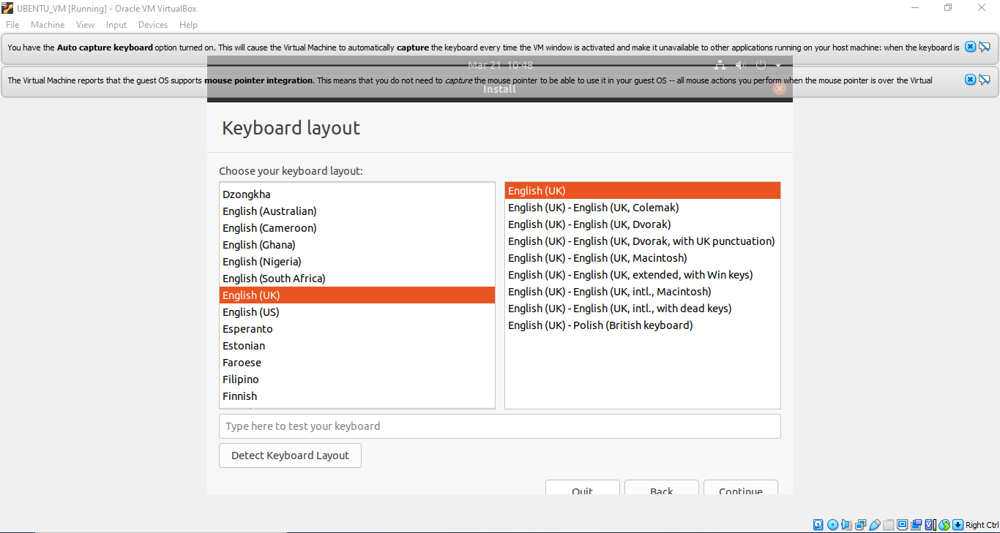 UBENTU_VM [Running] - Oracle VM VirtualBox
File Machine View Input Devices Help
You have the Auto capture keyboard option turned on. This will cause the Virtual Machine to automatically capture the keyboard every time the VM window is activated and make it unavailable to other applications running on your host machine: when the keyboard is
Mar 21 10:48
The Virtual Machine reports that the guest OS supports mouse pointer integration. This means that you do not need to capture the mouse pointer to be able to use it in your guest OS -- all mouse actions you perform when the mouse pointer is over the Virtual
Install
Keyboard layout
Choose your keyboard layout:
Dzongkha
English (Australian)
English (Cameroon)
English (Ghana)
English (Nigeria)
English (South Africa)
English (UK)
English (US)
Esperanto
Estonian
Faroese
Filipino
Finnish
English (UK)
English (UK) - English (UK, Colemak)
English (UK) - English (UK, Dvorak)
English (UK) - English (UK, Dvorak, with UK punctuation)
English (UK) - English (UK, Macintosh)
English (UK) - English (UK, extended, with Win keys)
English (UK) - English (UK, intl., Macintosh)
English (UK) - English (UK, intl., with dead keys)
English (UK) - Polish (British keyboard)
Type here to test your keyboard
Detect Keyboard Layout
Quit Back Continue
Right Ctrl